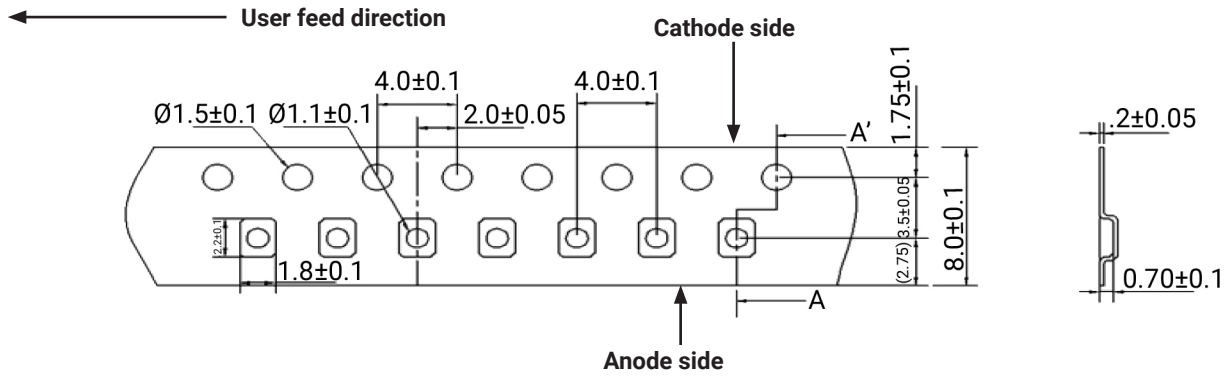 User feed direction
Cathode side
4.0±0.1
4.0±0.1
1.75±0.1
Ø1.5±0.1
Ø1.1±0.1
2.0±0.05
A’
.2±0.05
2.2±0.1
3.5±0.05
(2.75)
8.0±0.1
1.8±0.1
0.70±0.1
A
Anode side